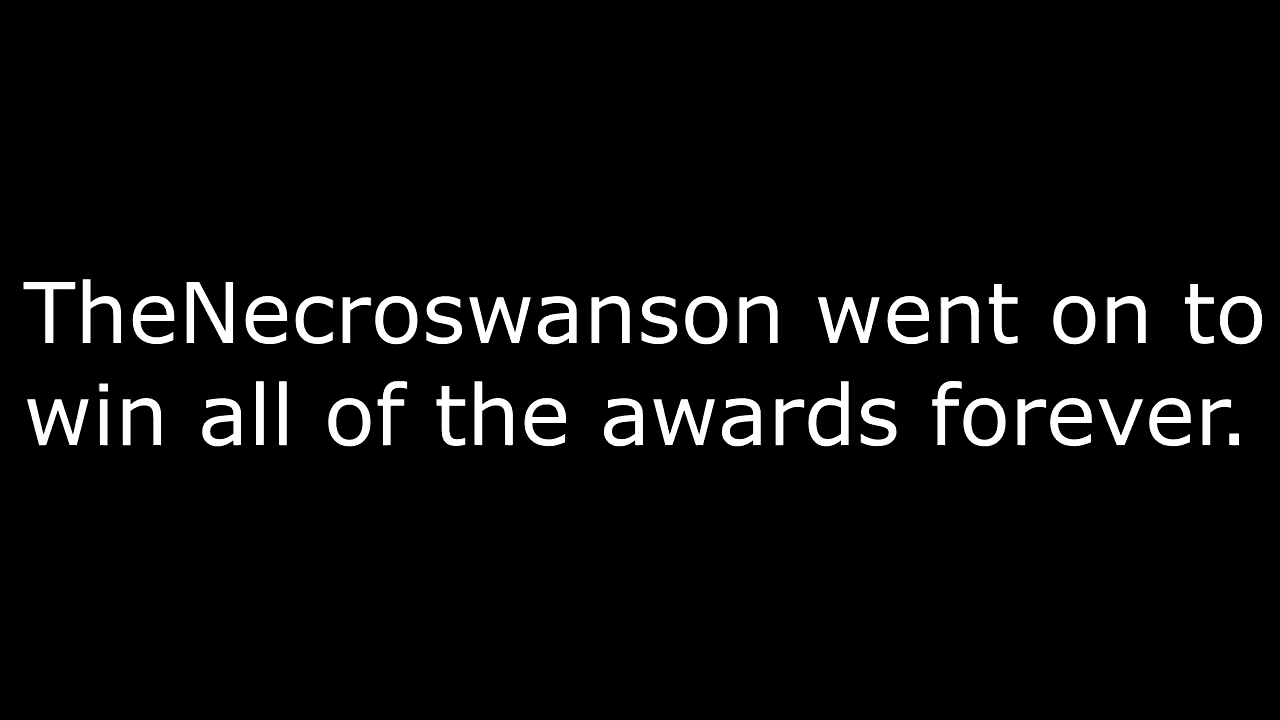 TheNecroswanson went on to
win all of the awards forever.